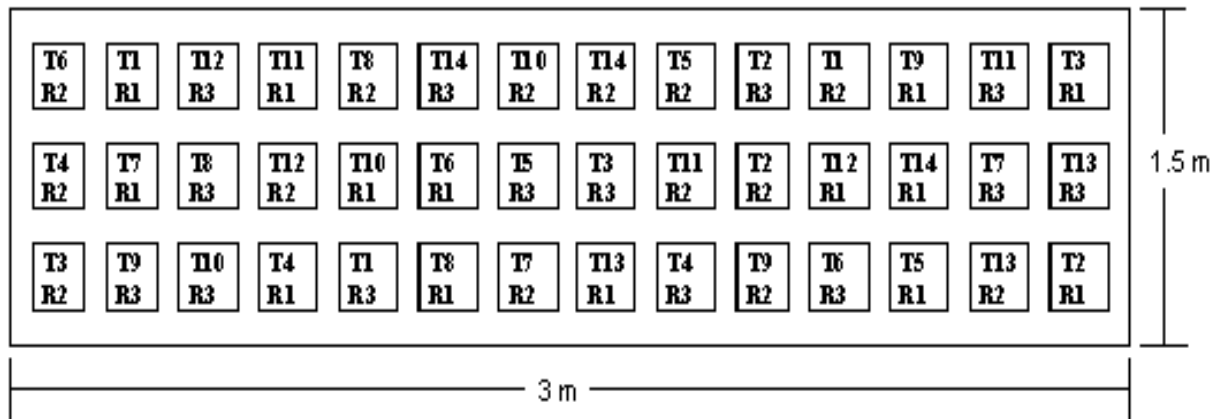 T6 T1 T12 T11 T8 T14 T10 T14 T5 T2 T1 T9 T11 T3
R2 R1 R3 R1 R2 R3 R2 R2 R2 R3 R2 R1 R3 R1
T4 T7 T8 T12 T10 T6 T5 T3 T11 T2 T12 T14 T7 T13
R2 R1 R3 R2 R1 R1 R3 R3 R2 R2 R1 R1 R3 R3
1.5 m
T3 T9 T10 T4 T1 T8 T7 T13 T4 T9 T6 T5 T13 T2
R2 R3 R3 R1 R3 R1 R2 R1 R3 R2 R3 R1 R2 R1
3 m